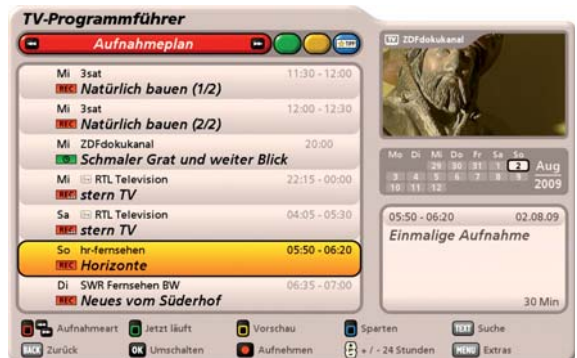 TV-Programmführer
Aufnahmeplan
TIPP
Mi 3sat 11:30 - 12:00
REC Natürlich bauen (1/2)
Mi 3sat 12:00 - 12:30
REC Natürlich bauen (2/2)
Mi ZDFdokukanal 20:00
Schmaler Grat und weiter Blick
Mi RTL Television 22:15 - 00:00
REC stern TV
Sa RTL Television 04:05 - 05:30
REC stern TV
So hr-fernsehen 05:50 - 06:20
REC Horizonte
Di SWR Fernsehen BW 06:35 - 07:00
REC Neues vom Süderhof
TV ZDFdokukanal
Mo Di Mi Do Fr Sa So
29 30 31 1 2 Aug
3 4 5 6 7 8 9
10 11 12 2009
05:50 - 06:20 02.08.09
Einmalige Aufnahme
30 Min
Aufnahmeart Jetzt läuft Vorschau Sparten TEXT Suche
BACK Zurück OK Umschalten Aufnehmen + / - 24 Stunden MENU Extras